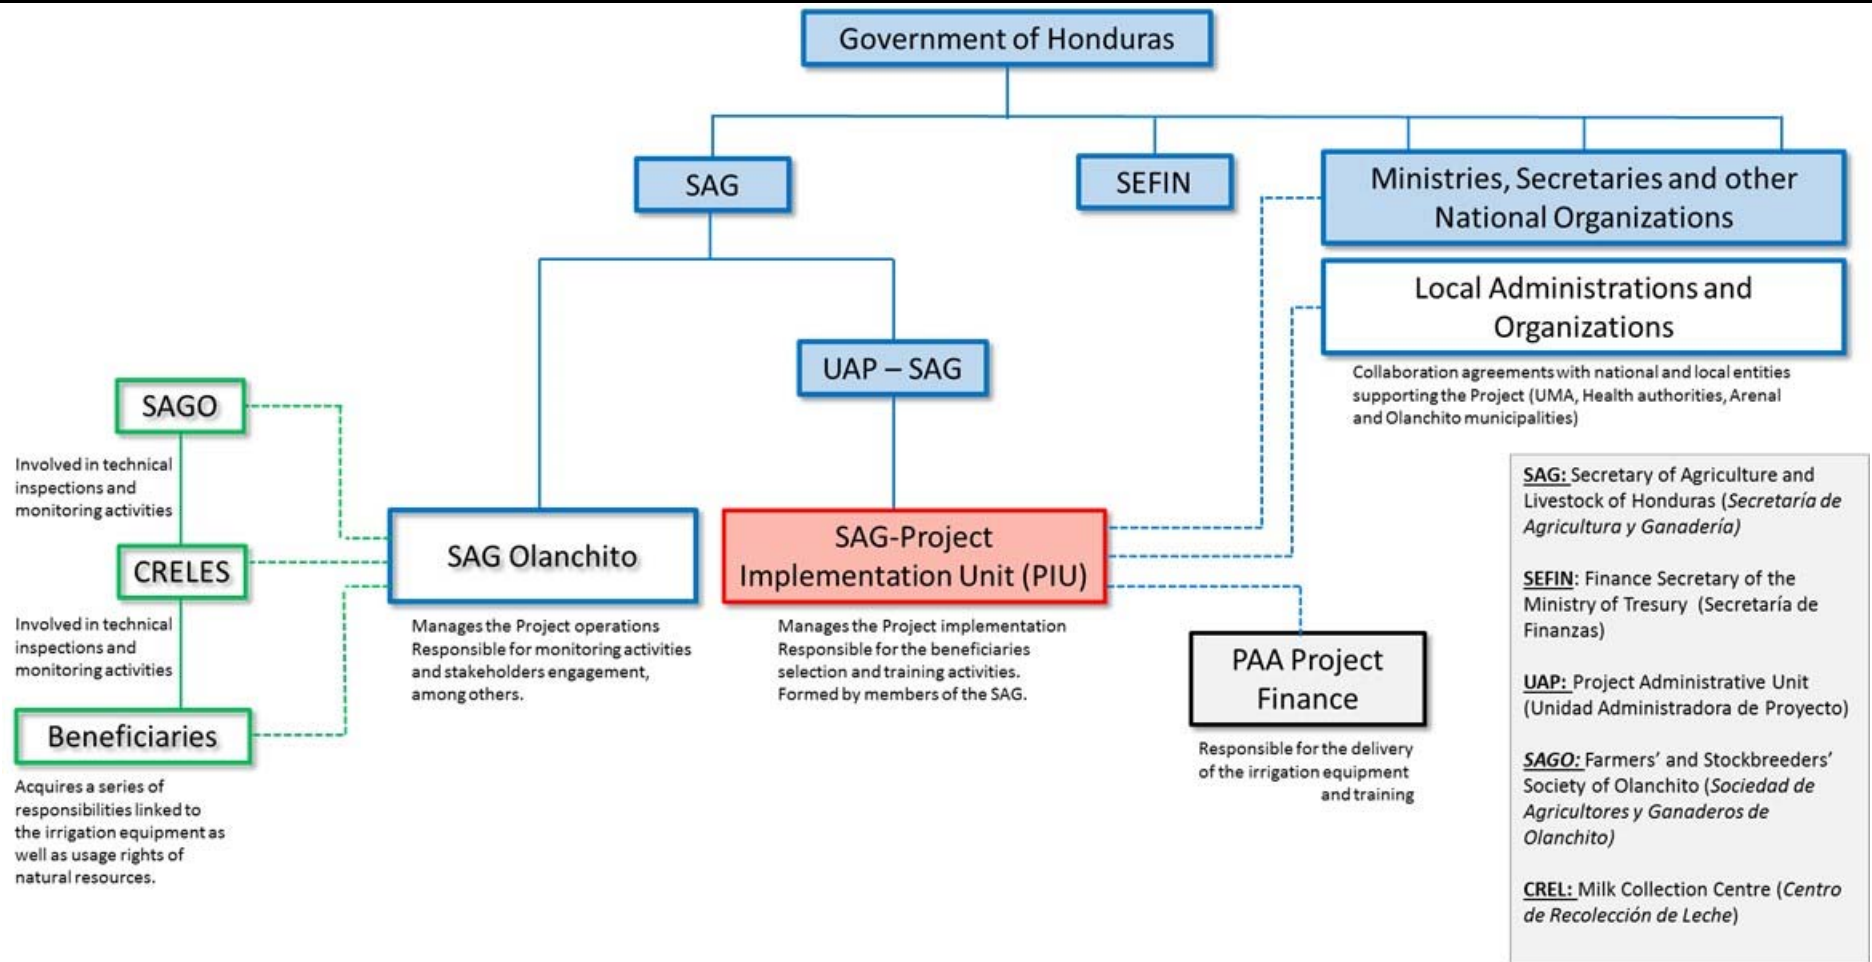 Government of Honduras
SAG
SEFIN
Ministries, Secretaries and other
National Organizations
Local Administrations and
Organizations
Collaboration agreements with national and local entities
supporting the Project (UMA, Health authorities, Arenal
and Olanchito municipalities)
UAP – SAG
SAGO
Involved in technical
inspections and
monitoring activities
CRELES
Involved in technical
inspections and
monitoring activities
Beneficiaries
Acquires a series of
responsibilities linked to
the irrigation equipment as
well as usage rights of
natural resources.
SAG Olanchito
Manages the Project operations
Responsible for monitoring activities
and stakeholders engagement,
among others.
SAG-Project
Implementation Unit (PIU)
Manages the Project implementation
Responsible for the beneficiaries
selection and training activities.
Formed by members of the SAG.
PAA Project
Finance
Responsible for the delivery
of the irrigation equipment
and training
SAG: Secretary of Agriculture and
Livestock of Honduras (Secretaría de
Agricultura y Ganadería)
SEFIN: Finance Secretary of the
Ministry of Tresury (Secretaría de
Finanzas)
UAP: Project Administrative Unit
(Unidad Administradora de Proyecto)
SAGO: Farmers’ and Stockbreeders’
Society of Olanchito (Sociedad de
Agricultores y Ganaderos de
Olanchito)
CREL: Milk Collection Centre (Centro
de Recolección de Leche)